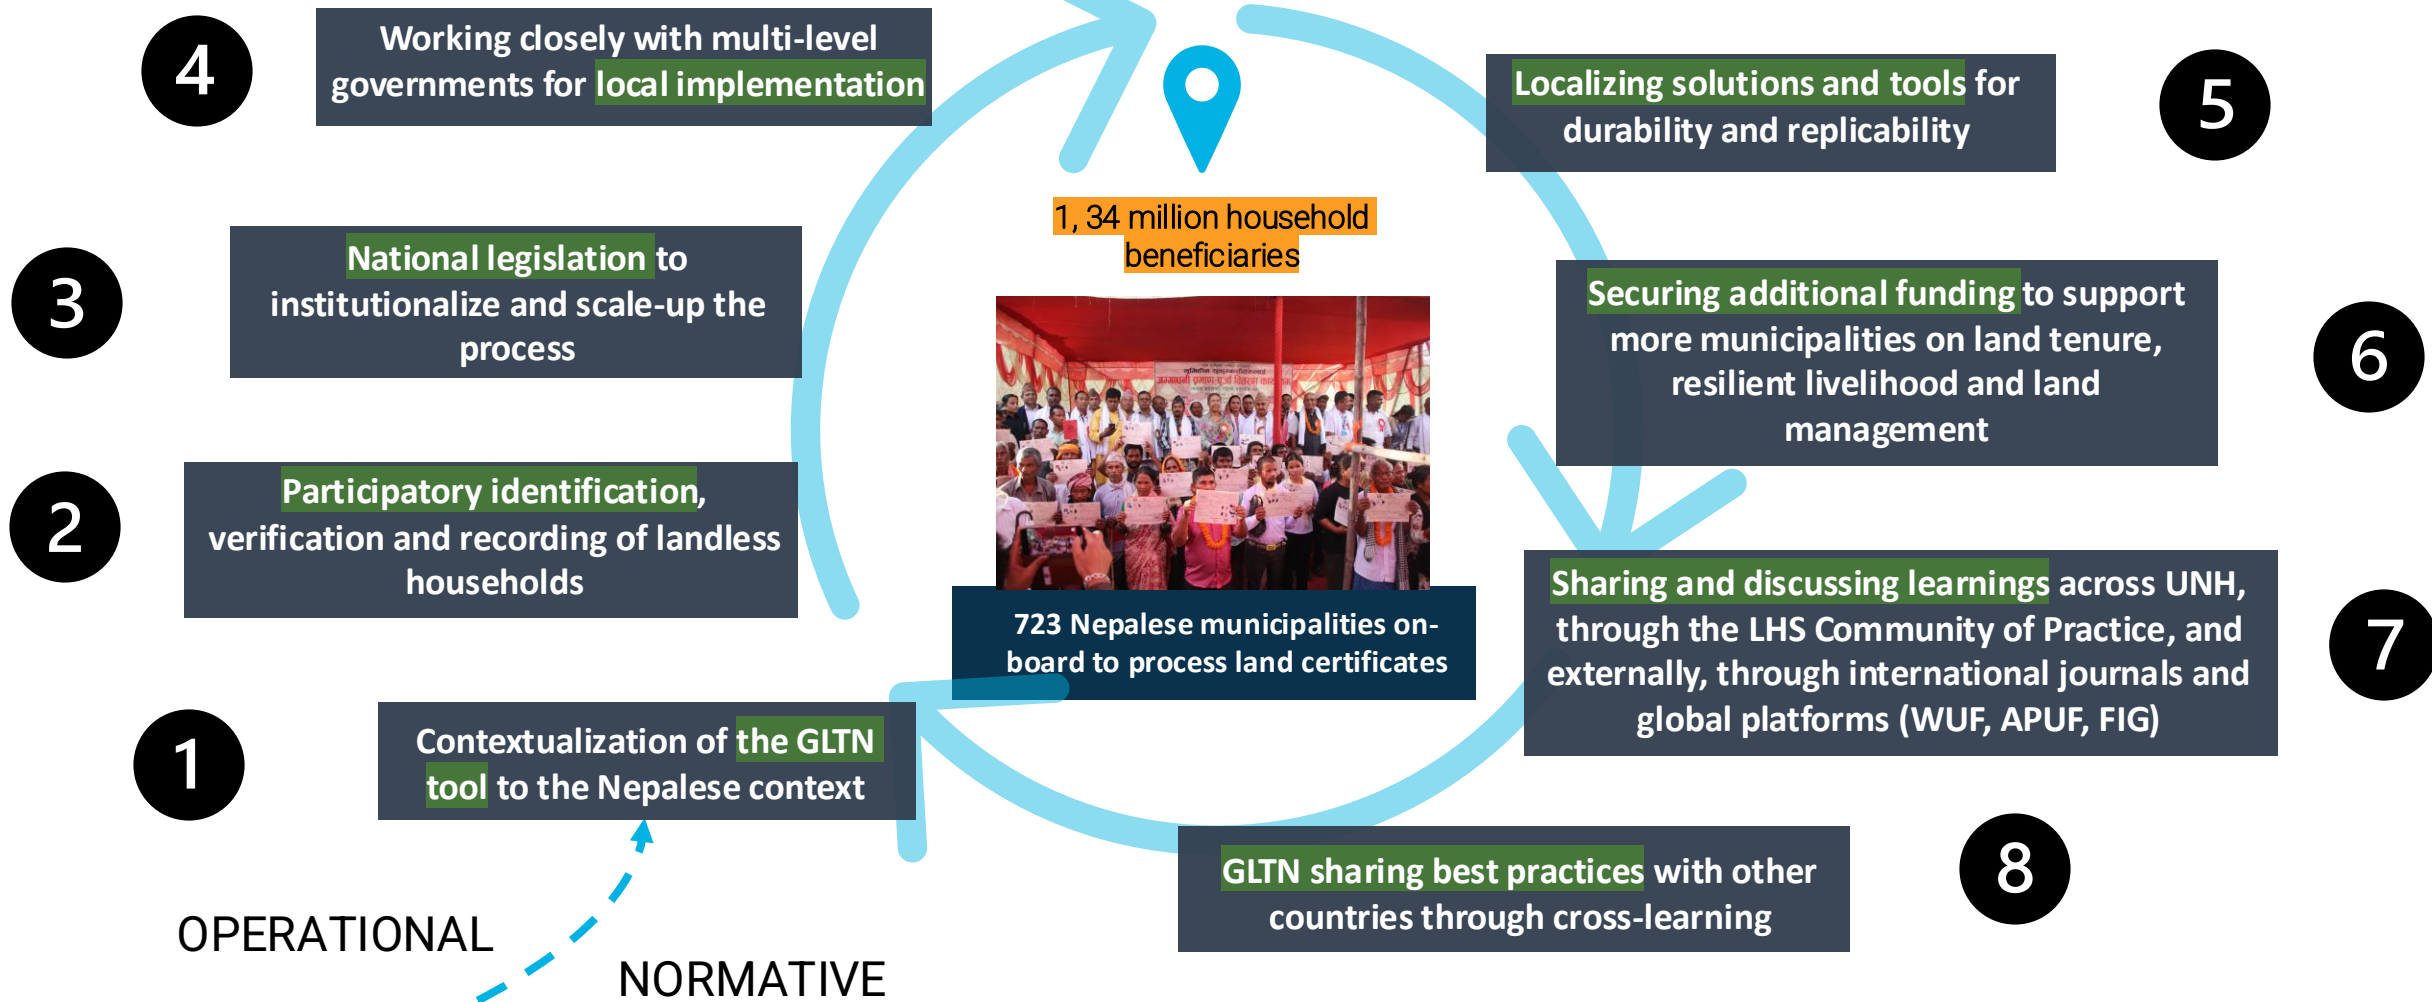 4
Working closely with multi-level
governments for local implementation
3
National legislation to
institutionalize and scale-up the
process
2
Participatory identification,
verification and recording of landless
households
1
Contextualization of the GLTN
tool to the Nepalese context
OPERATIONAL
NORMATIVE
1, 34 million household
beneficiaries
723 Nepalese municipalities on-
board to process land certificates
Localizing solutions and tools for
durability and replicability
5
Securing additional funding to support
more municipalities on land tenure,
resilient livelihood and land
management
6
Sharing and discussing learnings across UNH,
through the LHS Community of Practice, and
externally, through international journals and
global platforms (WUF, APUF, FIG)
7
GLTN sharing best practices with other
countries through cross-learning
8